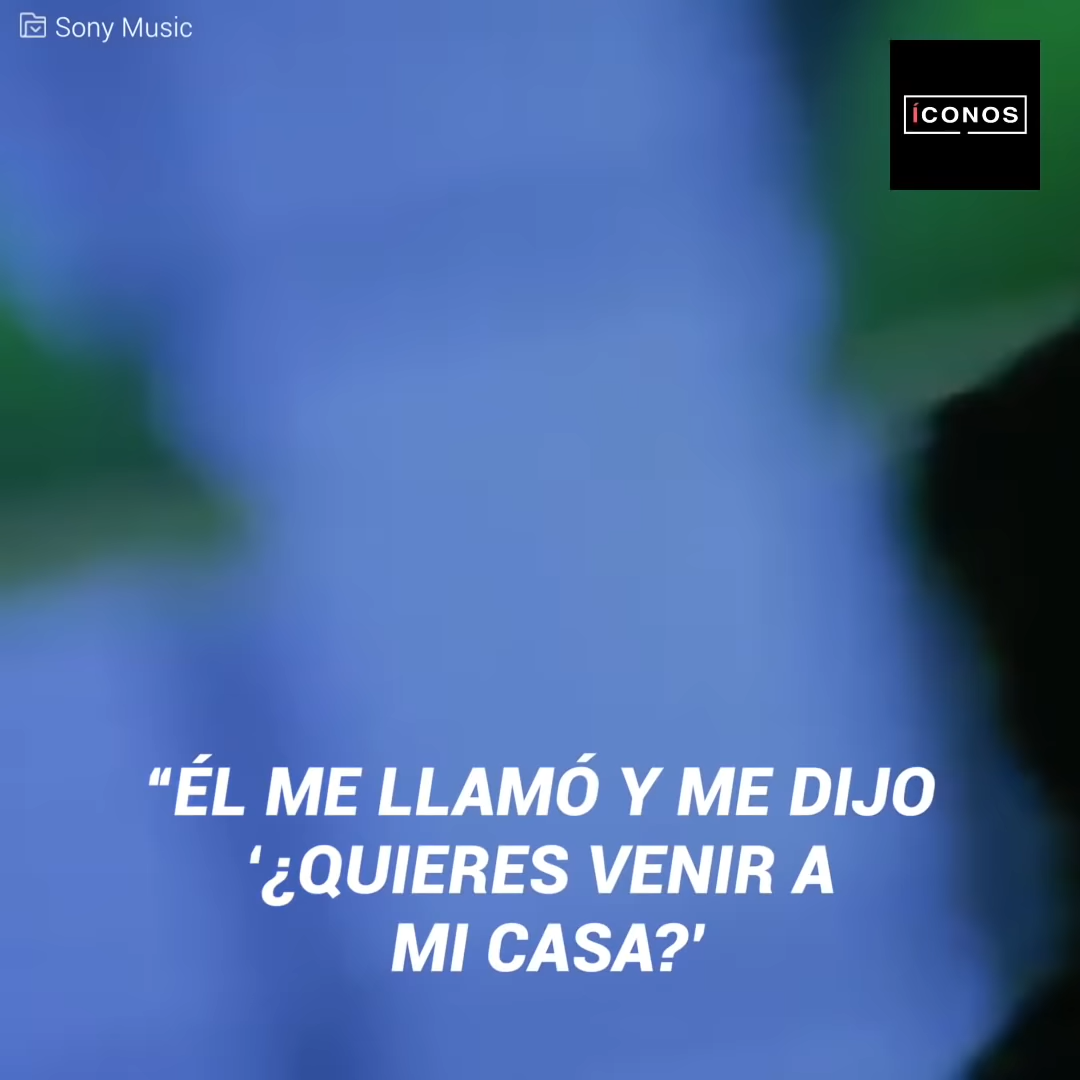 Sony Music
ÍCONOS
“ÉL ME LLAMÓ Y ME DIJO
‘¿QUIERES VENIR A
MI CASA?’